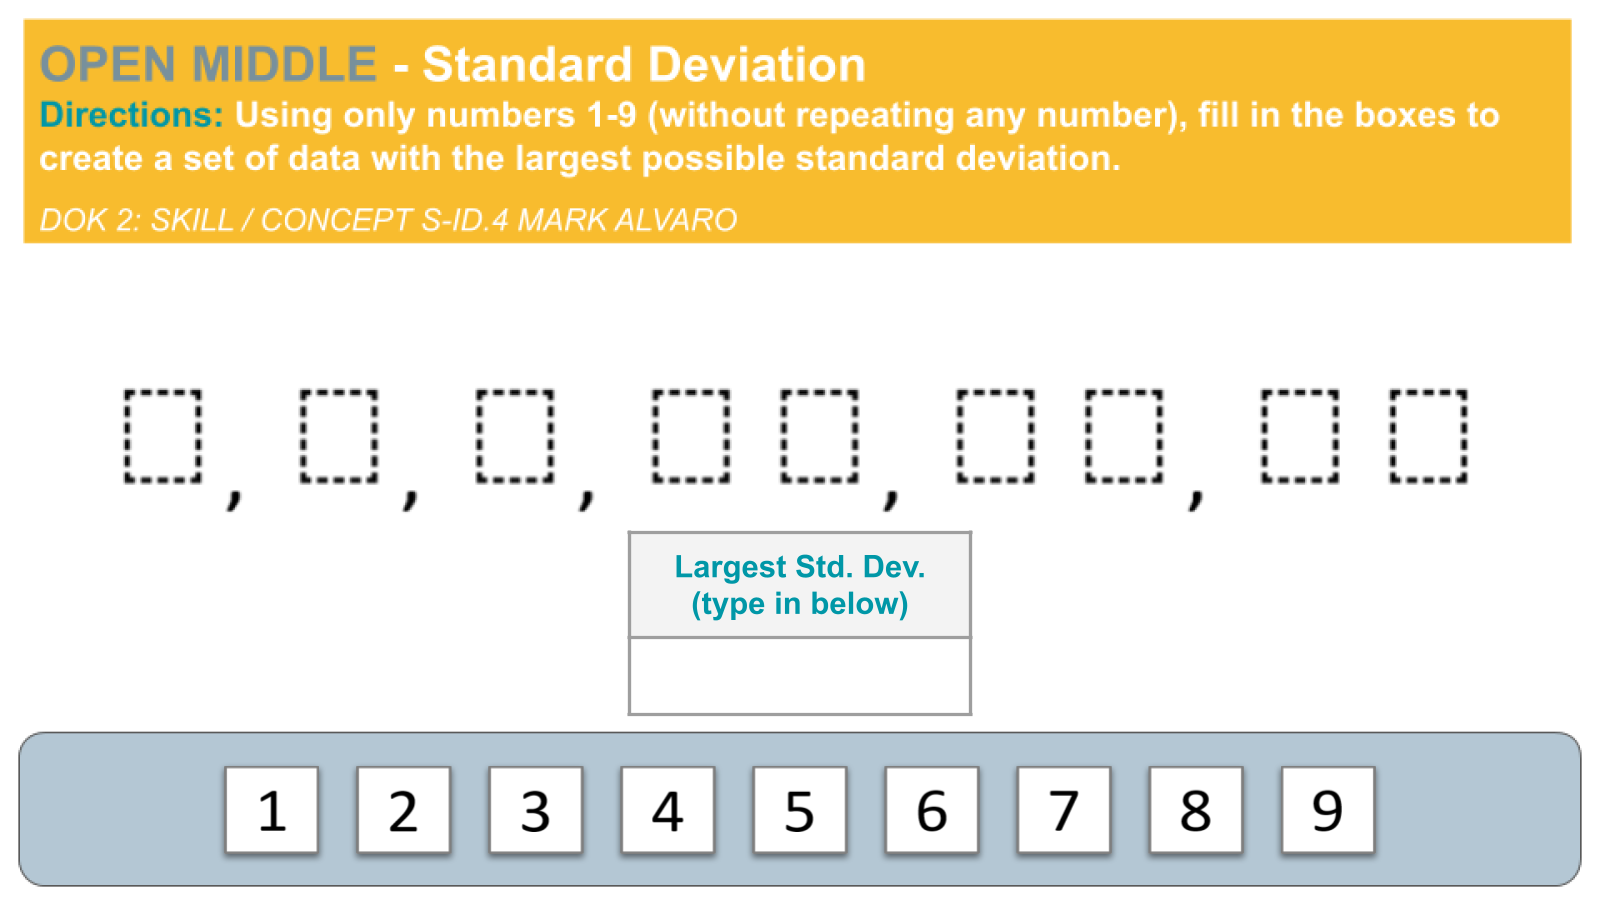 OPEN MIDDLE - Standard Deviation
Directions: Using only numbers 1-9 (without repeating any number), fill in the boxes to
create a set of data with the largest possible standard deviation.
DOK 2: SKILL / CONCEPT S-ID.4 MARK ALVARO
, , , , ,
Largest Std. Dev.
(type in below)
1 2 3 4 5 6 7 8 9